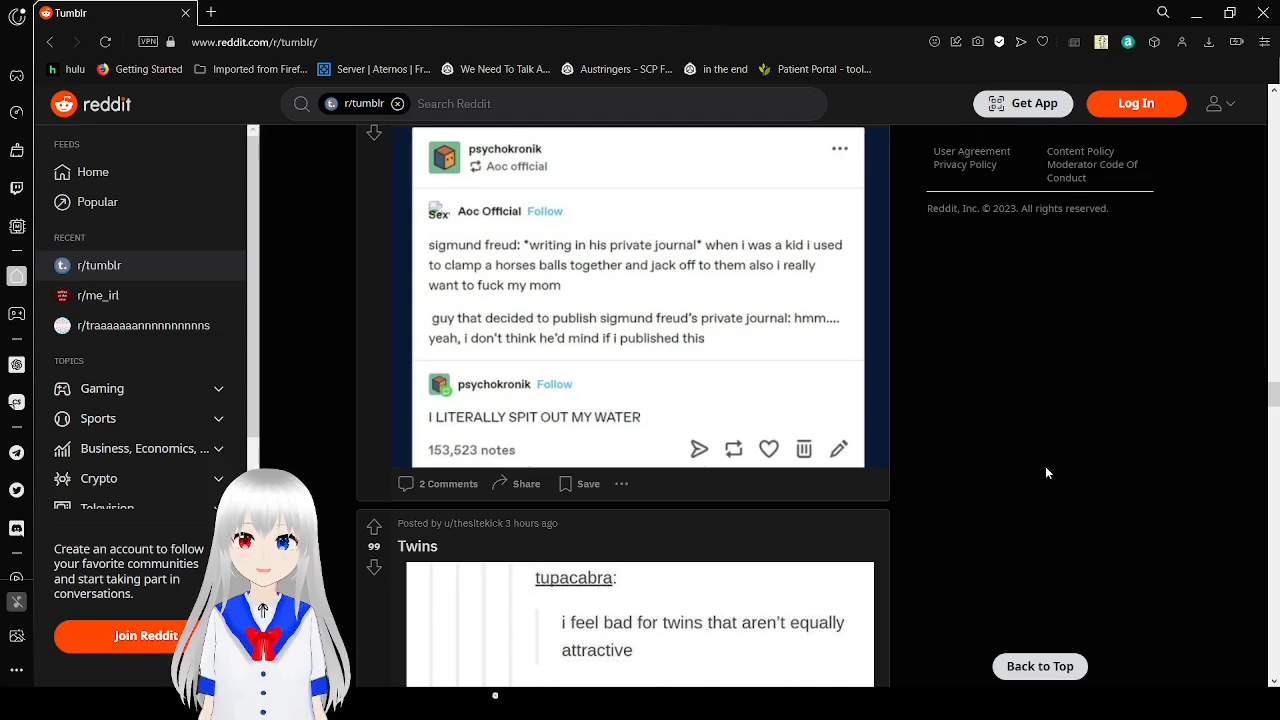 Tumblr
www.reddit.com/r/tumblr/
VPN
hulu
Getting Started
Imported from Firef...
Server | Aternos | Fr...
We Need To Talk A...
Austringers - SCP F...
in the end
Patient Portal - tool...
reddit
r/tumblr
Search Reddit
Get App
Log In
FEEDS
Home
Popular
RECENT
r/tumblr
r/me_irl
r/traaaaaaannnnnnnnnns
TOPICS
Gaming
Sports
Business, Economics, ...
Crypto
Television
Create an account to follow
your favorite communities
and start taking part in
conversations.
Join Reddit
psychokronik
Aoc official
Sex.
Aoc Official Follow
sigmund freud: *writing in his private journal* when i was a kid i used
to clamp a horses balls together and jack off to them also i really
want to fuck my mom
guy that decided to publish sigmund freud's private journal: hmm....
yeah, i don't think he'd mind if i published this
psychokronik Follow
I LITERALLY SPIT OUT MY WATER
153,523 notes
2 Comments
Share
Save
Posted by u/thesitekick 3 hours ago
99
Twins
tupacabra:
i feel bad for twins that aren't equally
attractive
User Agreement
Privacy Policy
Content Policy
Moderator Code Of
Conduct
Reddit, Inc. © 2023. All rights reserved.
Back to Top